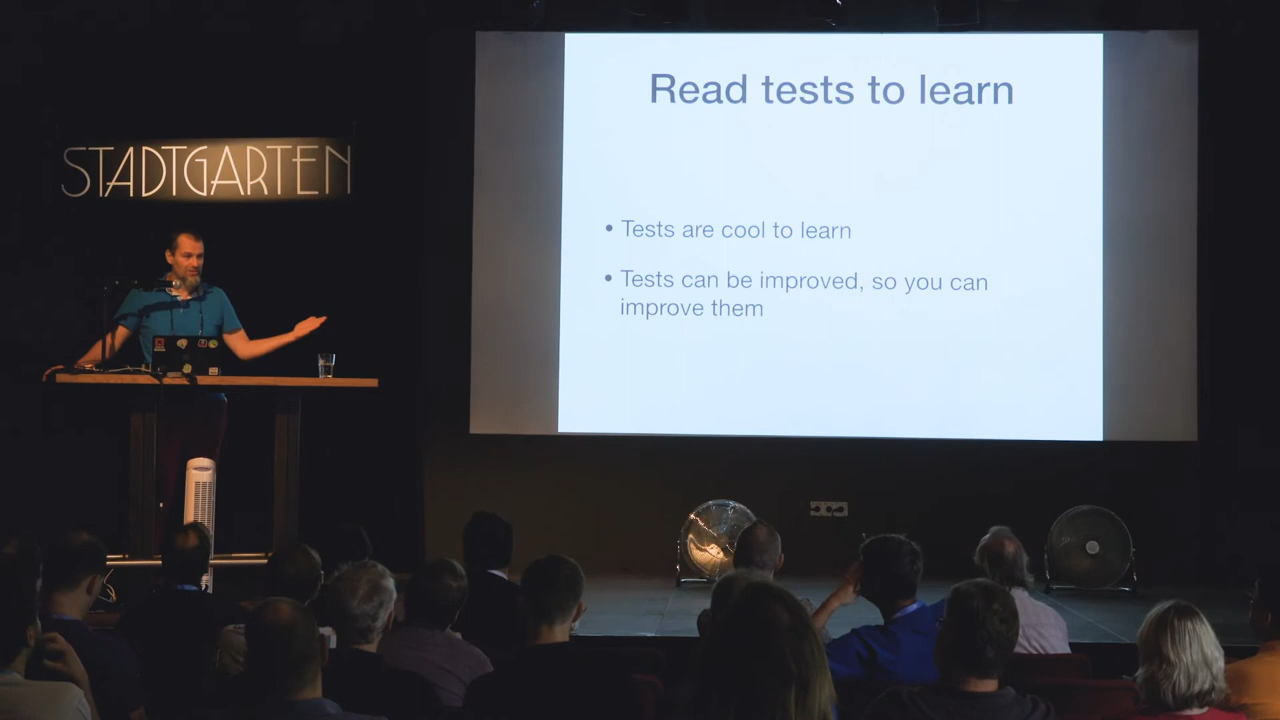 STADTGARTEN
Read tests to learn
• Tests are cool to learn
• Tests can be improved, so you can
improve them